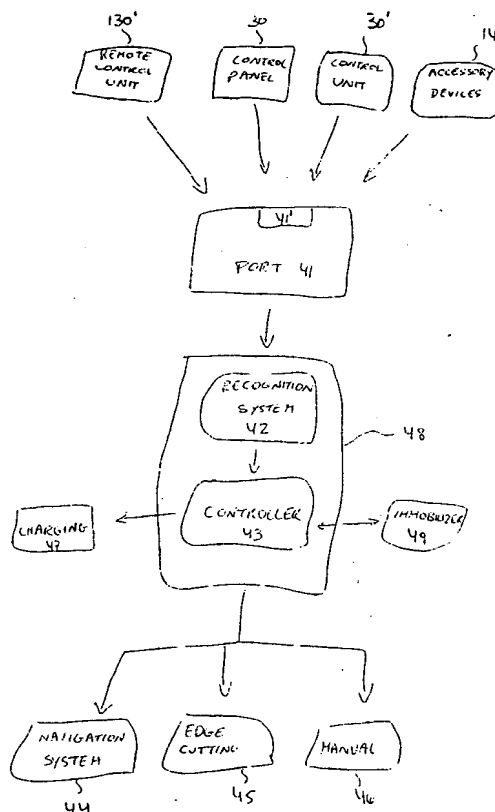 130' 30 30' 14
REMOTE CONTROL UNIT
CONTROL PANEL
CONTROL UNIT
ACCESSORY DEVICES
41'
PORT 41
RECOGNITION SYSTEM 42
48
CONTROLLER 43
CHARGING 47
IMMOBILIZER 49
NAVIGATION SYSTEM
44
EDGE CUTTING
45
MANUAL
46